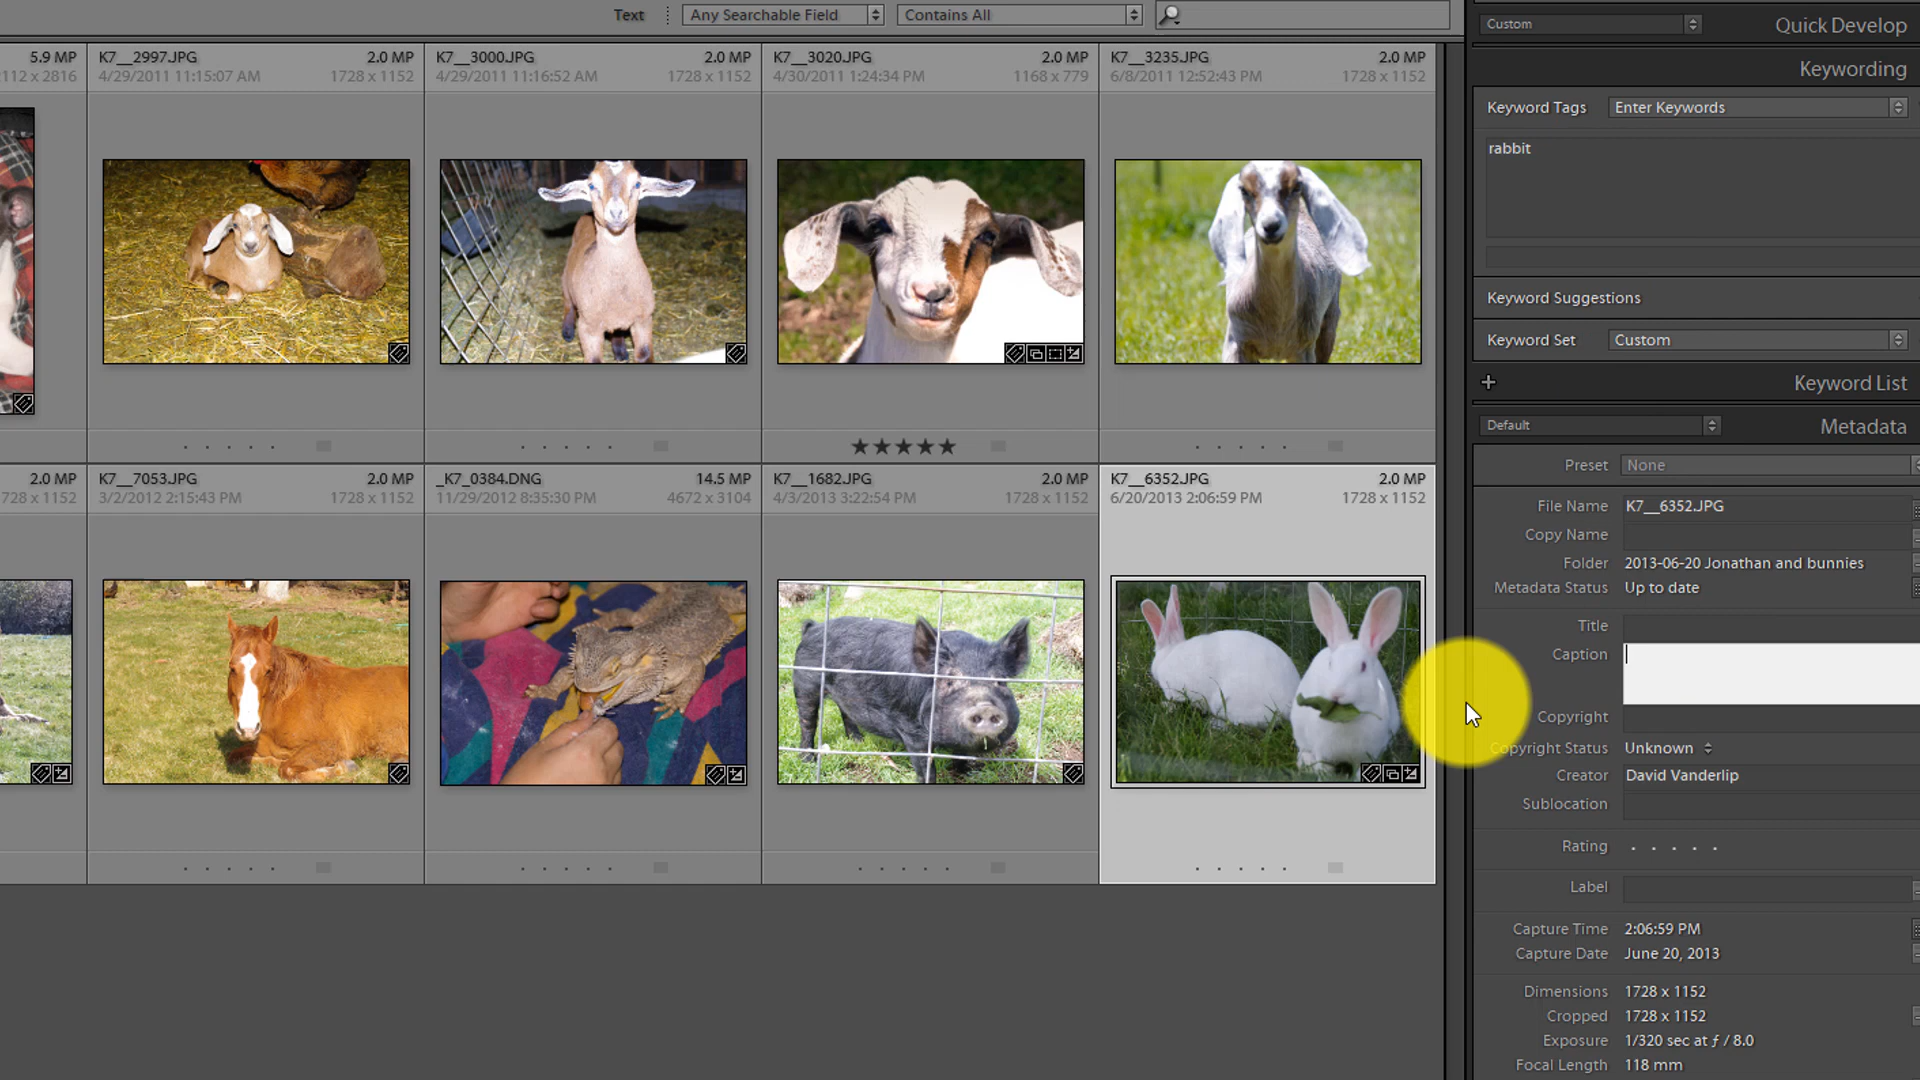 Text Any Searchable Field Contains All
5.9 MP
112 x 2816
K7__2997.JPG 2.0 MP
4/29/2011 11:15:07 AM 1728 x 1152
K7__3000.JPG 2.0 MP
4/29/2011 11:16:52 AM 1728 x 1152
K7__3020.JPG 2.0 MP
4/30/2011 1:24:34 PM 1168 x 779
K7__3235.JPG 2.0 MP
6/8/2011 12:52:43 PM 1728 x 1152
2.0 MP
728 x 1152
K7__7053.JPG 2.0 MP
3/2/2012 2:15:43 PM 1728 x 1152
_K7_0384.DNG 14.5 MP
11/29/2012 8:35:30 PM 4672 x 3104
K7__1682.JPG 2.0 MP
4/3/2013 3:22:54 PM 1728 x 1152
K7__6352.JPG 2.0 MP
6/20/2013 2:06:59 PM 1728 x 1152
Custom Quick Develop
Keywording
Keyword Tags Enter Keywords
rabbit
Keyword Suggestions
Keyword Set Custom
Keyword List
Default Metadata
Preset None
File Name K7__6352.JPG
Copy Name
Folder 2013-06-20 Jonathan and bunnies
Metadata Status Up to date
Title
Caption
Copyright
Copyright Status Unknown
Creator David Vanderlip
Sublocation
Rating
Label
Capture Time 2:06:59 PM
Capture Date June 20, 2013
Dimensions 1728 x 1152
Cropped 1728 x 1152
Exposure 1/320 sec at ƒ / 8.0
Focal Length 118 mm